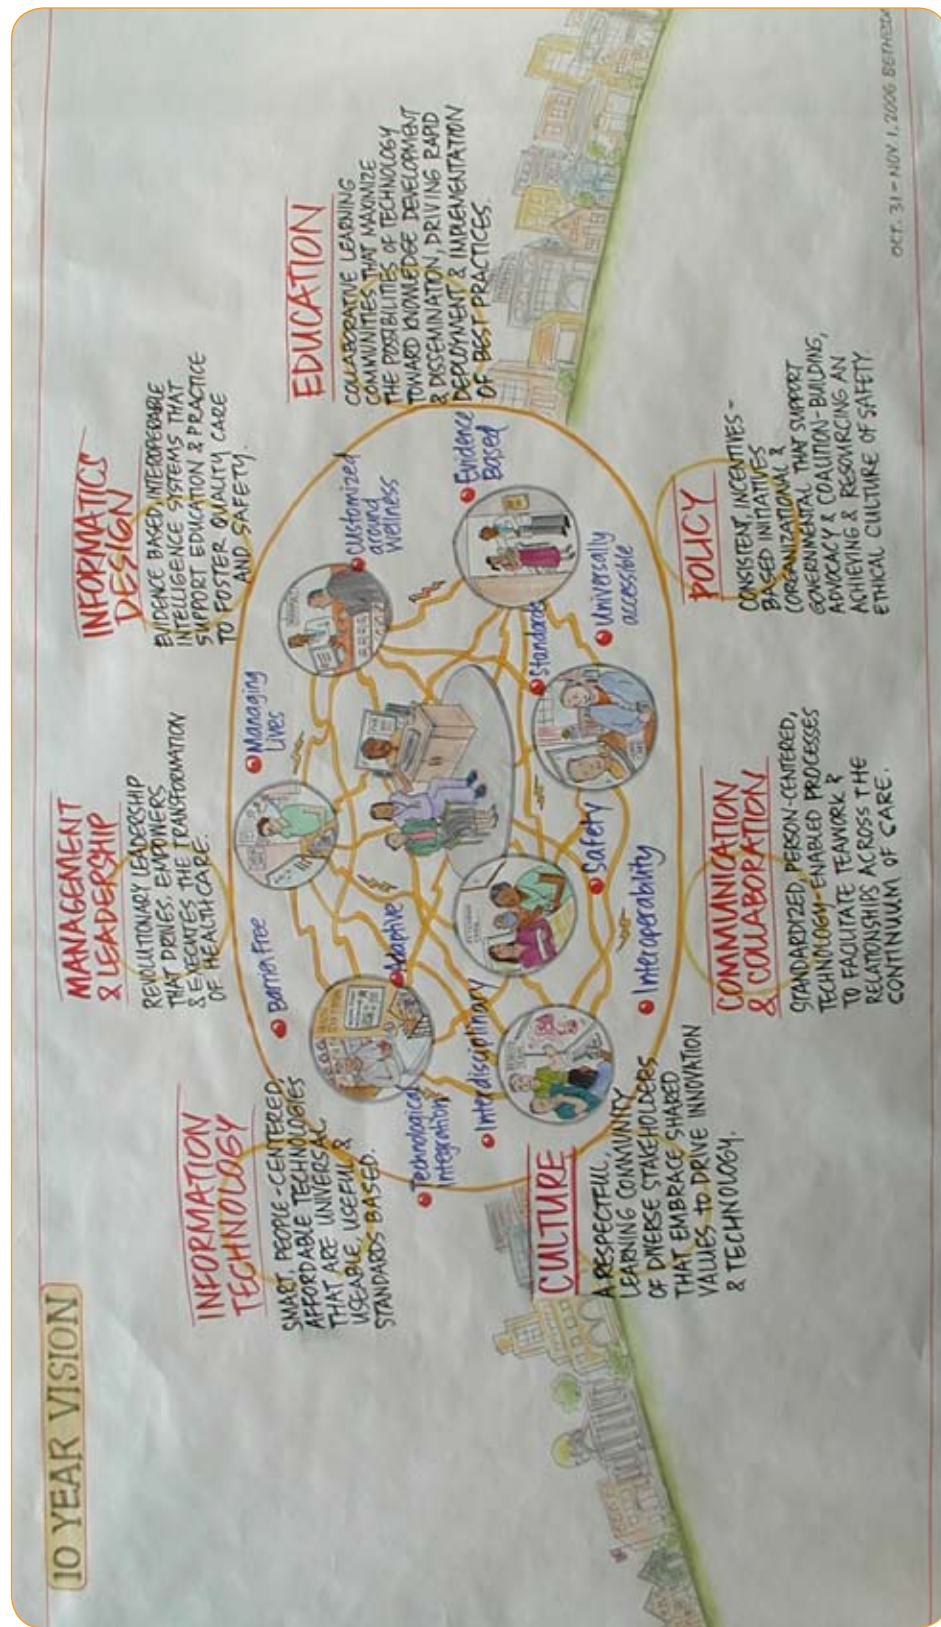 10 YEAR VISION
INFORMATION
TECHNOLOGY
SMART PEOPLE-CENTERED,
AFFORDABLE TECHNOLOGIES
THAT ARE UNIVERSAL
USEABLE, USEFUL &
STANDARDS BASED.
MANAGEMENT
& LEADERSHIP
REVOLUTIONARY LEADERSHIP
THAT DRIVES, EMPOWERS
& EXECUTES THE TRANSFORMATION
OF HEALTHCARE.
INFORMATICS
DESIGN
EVIDENCE BASED, INTEROPERABLE
INTELLIGENCE SYSTEMS THAT
SUPPORT EDUCATION & PRACTICE
TO FOSTER QUALITY CARE
AND SAFETY.
EDUCATION
COLLABORATIVE LEARNING
COMMUNITIES THAT MAXIMIZE
THE POSSIBILITIES OF TECHNOLOGY
TOWARD KNOWLEDGE DEVELOPMENT
& DISSEMINATION, DRIVING RAPID
DEPLOYMENT & IMPLEMENTATION
OF BEST PRACTICES.
Barrier Free
Managing
Lives
Customized
around
wellness
Evidence
Based
Technological
Integration
Adaptive
Interdisciplinary
Standards
Universally
accessible
Safety
Interoperability
CULTURE
A RESPECTFUL,
LEARNING COMMUNITY
OF DIVERSE STAKEHOLDERS
THAT EMBRACE SHARED
VALUES TO DRIVE INNOVATION
& TECHNOLOGY.
COMMUNICATION
& COLLABORATION
STANDARDIZED, PERSON-CENTERED,
TECHNOLOGY-ENABLED PROCESSES
TO FACILITATE TEAWORK &
RELATIONSHIPS ACROSS THE
CONTINUUM OF CARE.
POLICY
CONSISTENT, INCENTIVES-
BASED INITIATIVES
(ORGANIZATIONAL &
GOVERNMENTAL) THAT SUPPORT
ADVOCACY & COALITION-BUILDING,
ACHIEVING & RESOURCING AN
ETHICAL CULTURE OF SAFETY
OCT. 31 - NOV. 1, 2006